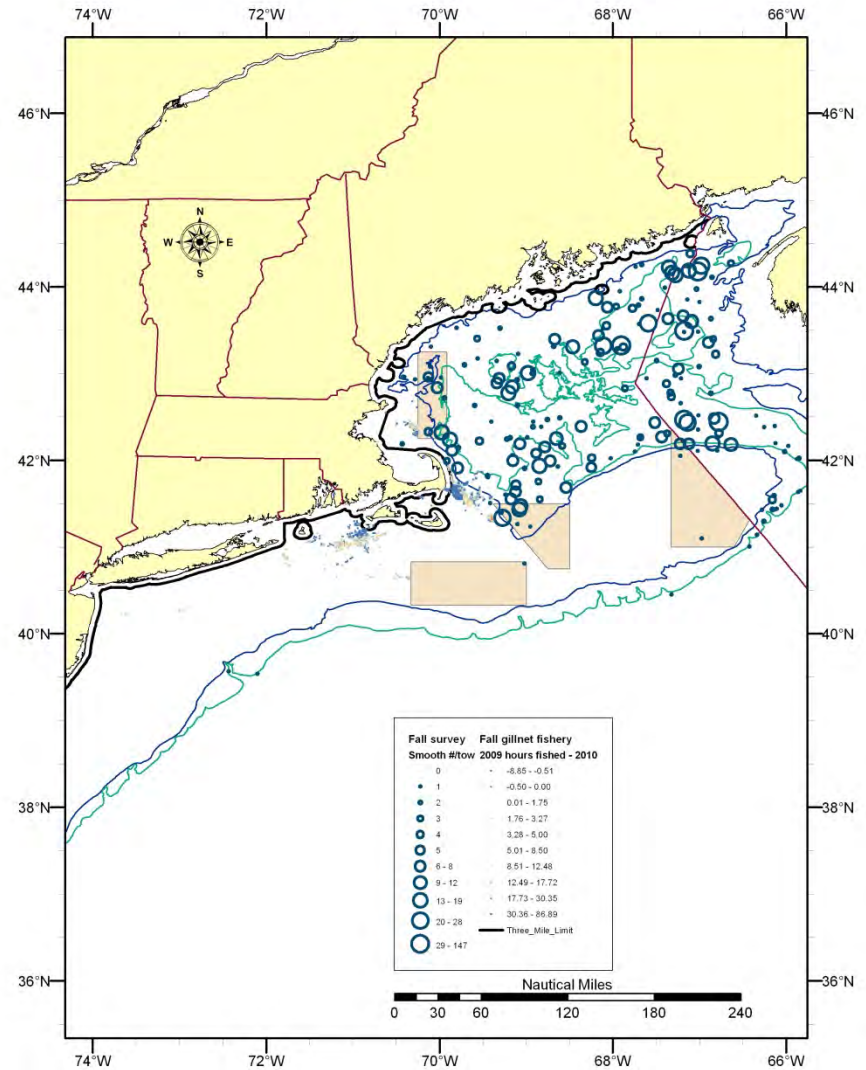 74°W 72°W 70°W 68°W 66°W
46°N 46°N
N
W E
S
44°N 44°N
42°N 42°N
40°N 40°N
Fall survey Fall gillnet fishery
Smooth #/tow 2009 hours fished - 2010
0 -8.85 - -0.51
1 -0.50 - 0.00
2 0.01 - 1.75
3 1.76 - 3.27
4 3.28 - 5.00
5 5.01 - 8.50
6 - 8 8.51 - 12.48
9 - 12 12.49 - 17.72
13 - 19 17.73 - 30.35
20 - 28 30.36 - 86.89
29 - 147 Three_Mile_Limit
38°N 38°N
36°N 36°N
Nautical Miles
0 30 60 120 180 240
74°W 72°W 70°W 68°W 66°W